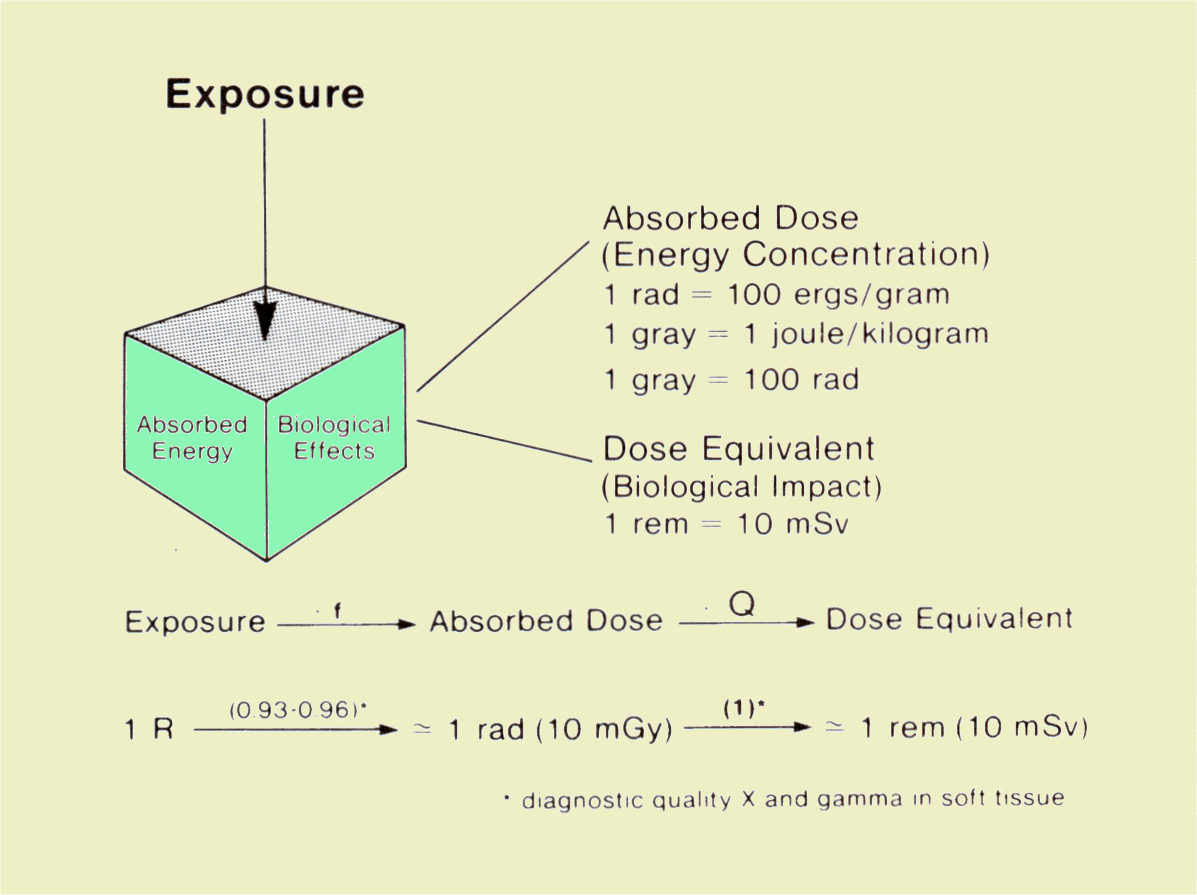 Exposure
Absorbed Dose
(Energy Concentration)
1 rad = 100 ergs/gram
1 gray = 1 joule/kilogram
1 gray = 100 rad
Absorbed
Energy
Biological
Effects
Dose Equivalent
(Biological Impact)
1 rem = 10 mSv
Exposure f Absorbed Dose Q Dose Equivalent
1 R (0.93-0.96)* ≃ 1 rad (10 mGy) (1)* ≃ 1 rem (10 mSv)
* diagnostic quality X and gamma in soft tissue